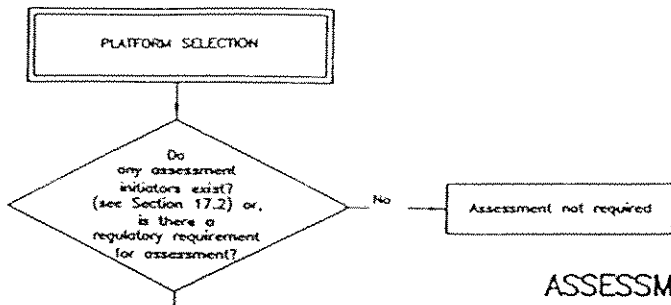 PLATFORM SELECTION
Do
any assessment
initiators exist?
(see Section 17.2) or,
is there a
regulatory requirement
for assessment?
No
Assessment not required
ASSESSM